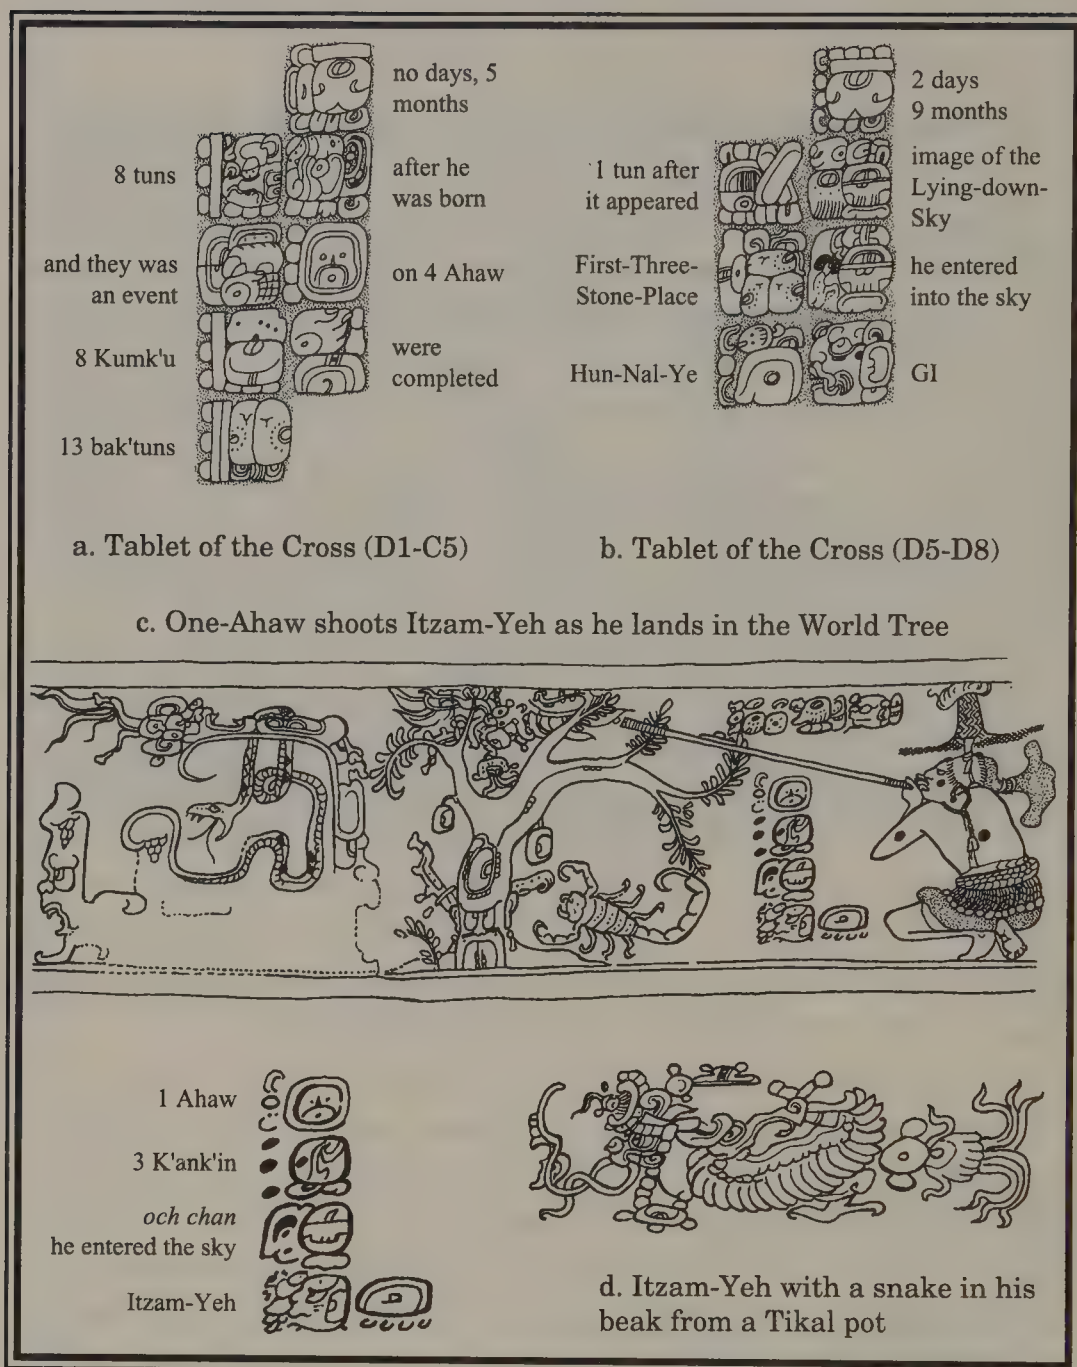 no days, 5
months
8 tuns
after he
was born
and they was
an event
on 4 Ahaw
8 Kumk'u
were
completed
13 bak'tuns
a. Tablet of the Cross (D1-C5)
2 days
9 months
1 tun after
it appeared
image of the
Lying-down-
Sky
First-Three-
Stone-Place
he entered
into the sky
Hun-Nal-Ye
GI
b. Tablet of the Cross (D5-D8)
c. One-Ahaw shoots Itzam-Yeh as he lands in the World Tree
1 Ahaw
3 K'ank'in
och chan
he entered the sky
Itzam-Yeh
d. Itzam-Yeh with a snake in his
beak from a Tikal pot